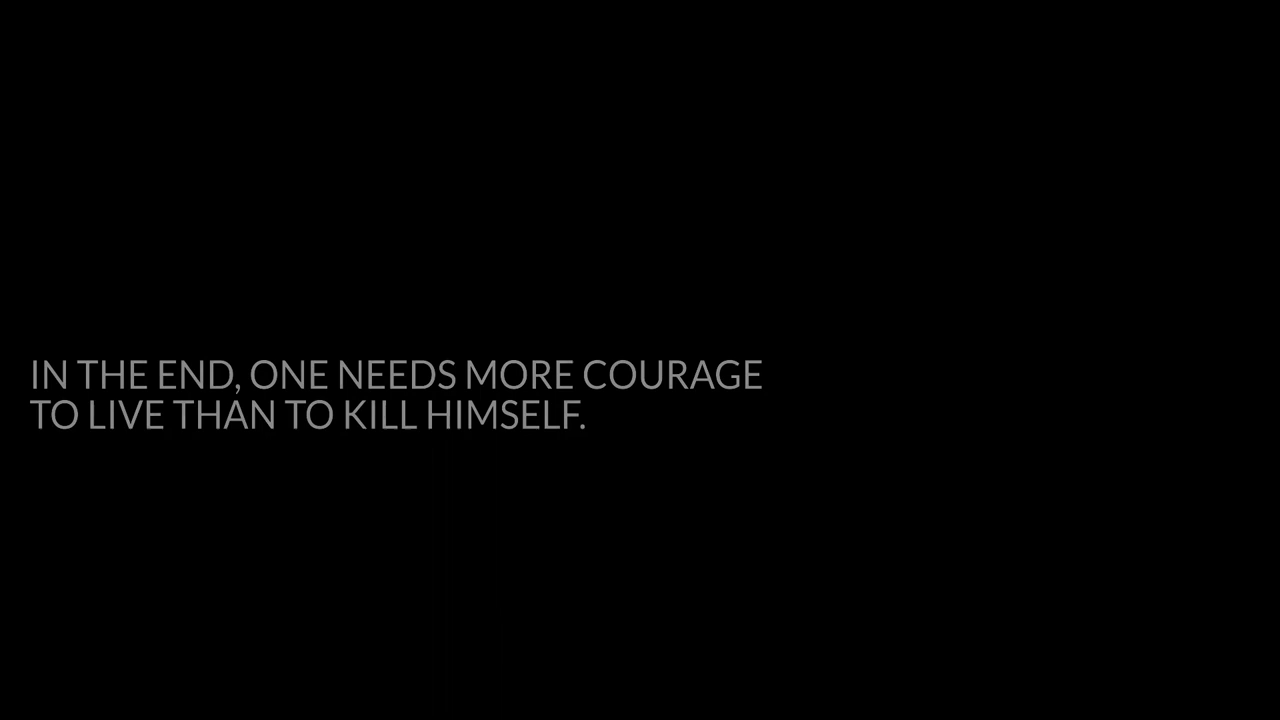 IN THE END, ONE NEEDS MORE COURAGE
TO LIVE THAN TO KILL HIMSELF.